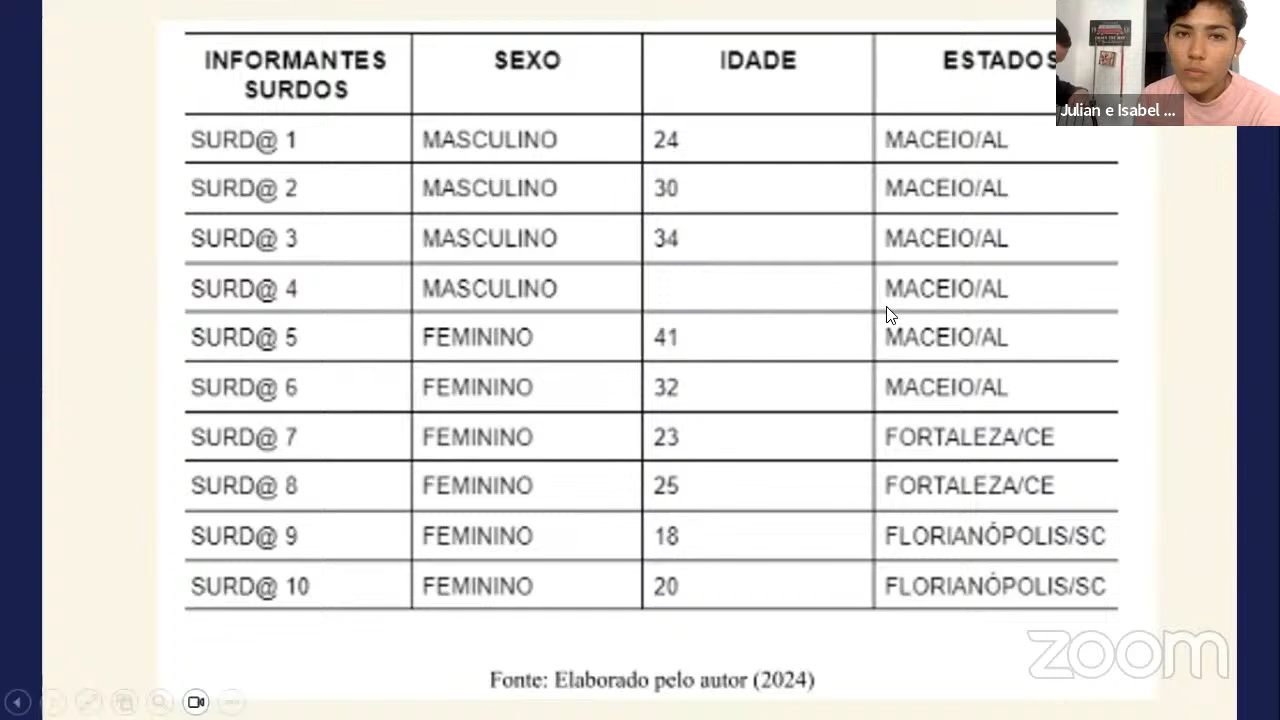 INFORMANTES SURDOS SEXO IDADE ESTADOS
SURD@ 1 MASCULINO 24 MACEIO/AL
SURD@ 2 MASCULINO 30 MACEIO/AL
SURD@ 3 MASCULINO 34 MACEIO/AL
SURD@ 4 MASCULINO MACEIO/AL
SURD@ 5 FEMININO 41 MACEIO/AL
SURD@ 6 FEMININO 32 MACEIO/AL
SURD@ 7 FEMININO 23 FORTALEZA/CE
SURD@ 8 FEMININO 25 FORTALEZA/CE
SURD@ 9 FEMININO 18 FLORIANÓPOLIS/SC
SURD@ 10 FEMININO 20 FLORIANÓPOLIS/SC
Fonte: Elaborado pelo autor (2024)
Julian e Isabel ...
zoom